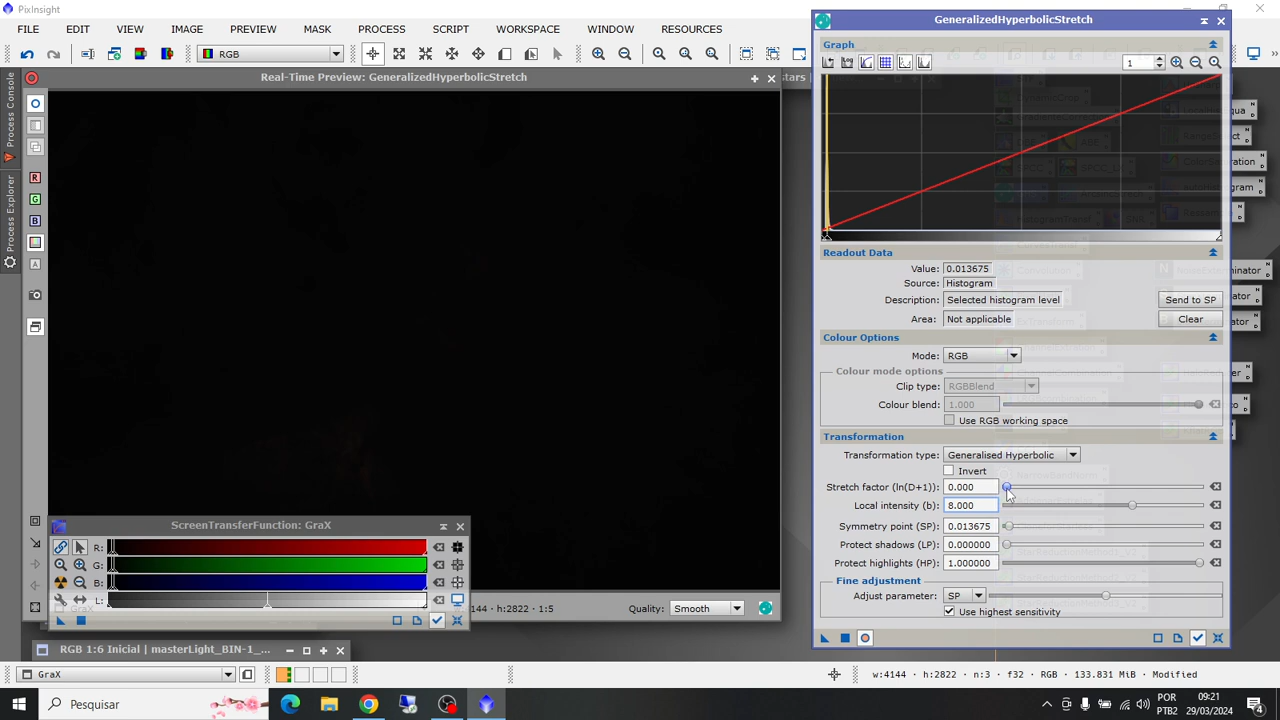 PixInsight
FILE EDIT VIEW IMAGE PREVIEW MASK PROCESS SCRIPT WORKSPACE WINDOW RESOURCES
RGB
Process Console
Process Explorer
Real-Time Preview: GeneralizedHyperbolicStretch
stars
R
G
B
A
ScreenTransferFunction: GraX
R:
G:
B:
L:
144 · h:2822 · 1:5
Quality: Smooth
RGB 1:6 Inicial | masterLight_BIN-1_...
GeneralizedHyperbolicStretch
Graph
1
Readout Data
Value: 0.013675
Source: Histogram
Description: Selected histogram level
Send to SP
Area: Not applicable
Clear
Colour Options
Mode: RGB
Colour mode options
Clip type: RGBBlend
Colour blend: 1.000
Use RGB working space
Transformation
Transformation type: Generalised Hyperbolic
Invert
Stretch factor (ln(D+1)): 0.000
Local intensity (b): 8.000
Symmetry point (SP): 0.013675
Protect shadows (LP): 0.000000
Protect highlights (HP): 1.000000
Fine adjustment
Adjust parameter: SP
Use highest sensitivity
GraX
w:4144 · h:2822 · n:3 · f32 · RGB · 133.831 MiB · Modified
Pesquisar
POR
PTB2
09:21
29/03/2024
4